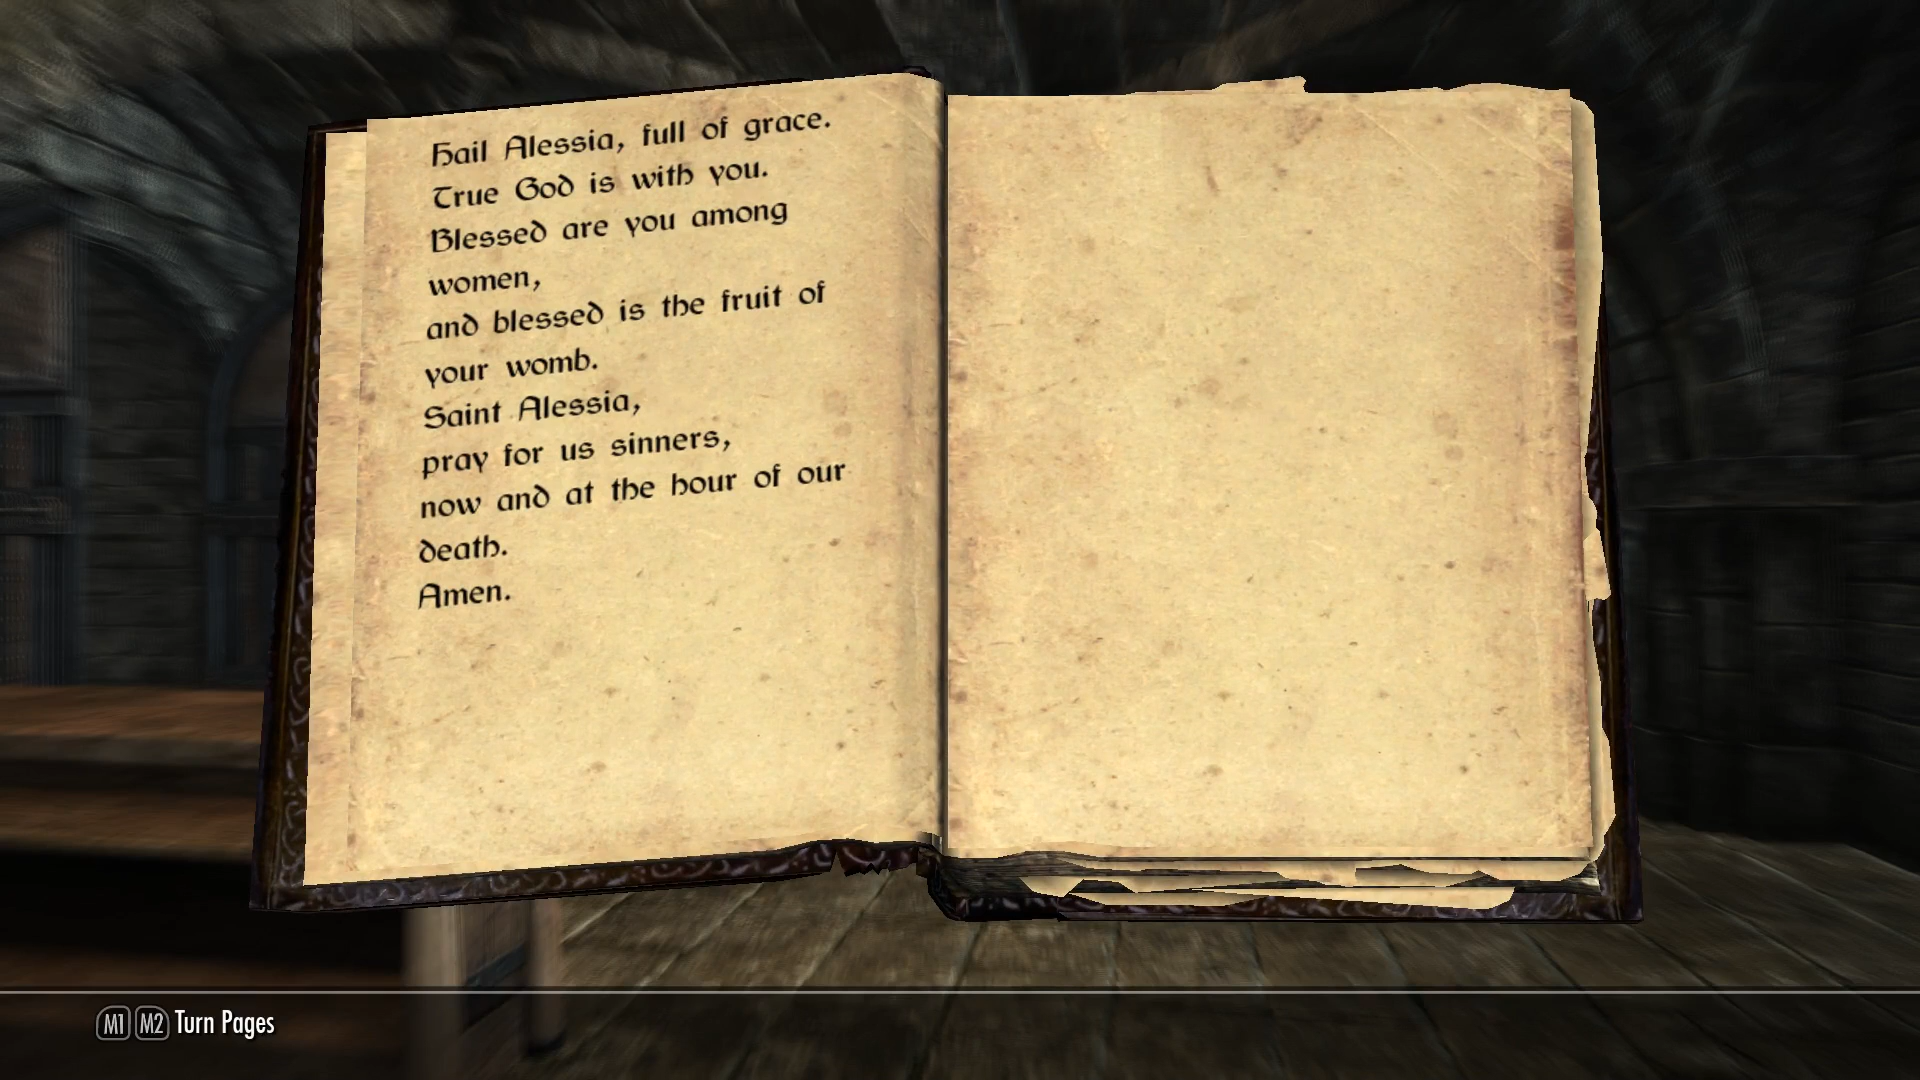 Hail Alessia, full of grace.
True God is with you.
Blessed are you among
women,
and blessed is the fruit of
your womb.
Saint Alessia,
pray for us sinners,
now and at the hour of our
death.
Amen.
M1 M2 Turn Pages